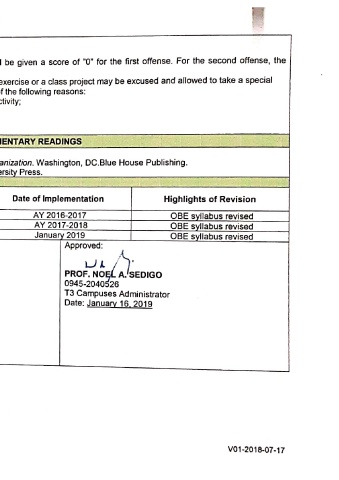 l be given a score of "0" for the first offense. For the second offense, the
exercise or a class project may be excused and allowed to take a special
f the following reasons:
ctivity;
MENTARY READINGS
anization. Washington, DC.Blue House Publishing.
ersity Press.
Date of Implementation Highlights of Revision
AY 2016-2017 OBE syllabus revised
AY 2017-2018 OBE syllabus revised
January 2019 OBE syllabus revised
Approved:
PROF. NOEL A. SEDIGO
0945-2040526
T3 Campuses Administrator
Date: January 16, 2019
V01-2018-07-17